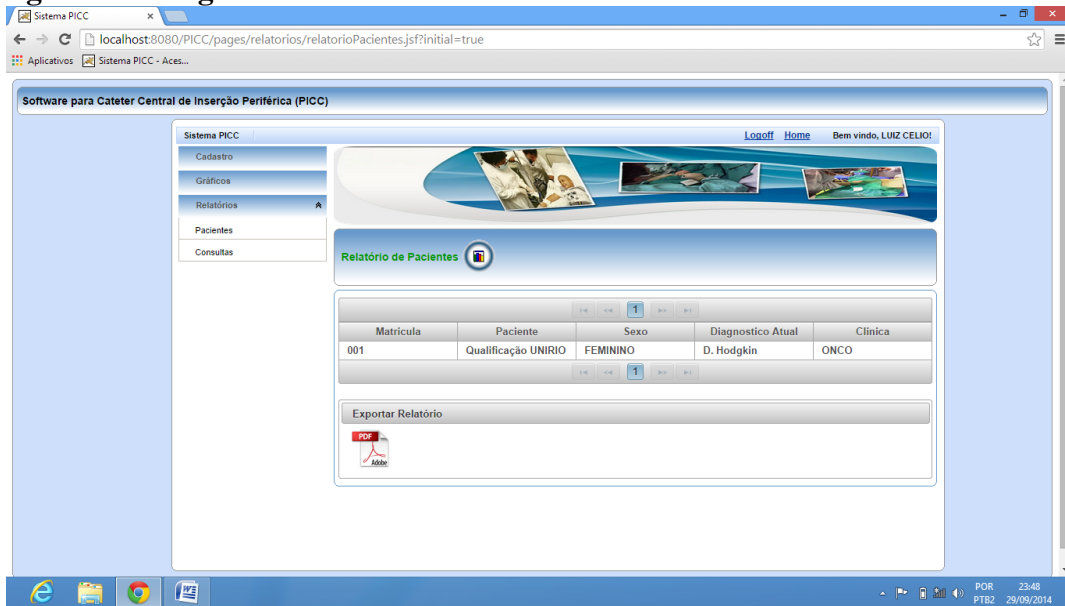 Sistema PICC
localhost:8080/PICC/pages/relatorios/relatorioPacientes.jsf?initial=true
Aplicativos Sistema PICC - Aces...
Software para Cateter Central de Inserção Periférica (PICC)
Sistema PICC Logoff Home Bem vindo, LUIZ CELIO!
Cadastro
Gráficos
Relatórios
Pacientes
Consultas
Relatório de Pacientes
1
Matricula Paciente Sexo Diagnostico Atual Clinica
001 Qualificação UNIRIO FEMININO D. Hodgkin ONCO
1
Exportar Relatório
PDF
Adobe
POR 23:48
PTB2 29/09/2014